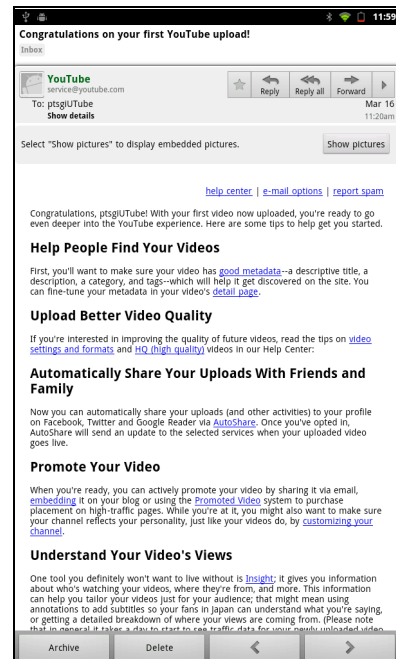 11:59
Congratulations on your first YouTube upload!
Inbox
YouTube
service@youtube.com
Reply
Reply all
Forward
To: ptsgiUTube
Mar 16
Show details
11:20am
Select "Show pictures" to display embedded pictures.
Show pictures
help center | e-mail options | report spam
Congratulations, ptsgiUTube! With your first video now uploaded, you're ready to go
even deeper into the YouTube experience. Here are some tips to help get you started.
Help People Find Your Videos
First, you'll want to make sure your video has good metadata--a descriptive title, a
description, a category, and tags--which will help it get discovered on the site. You
can fine-tune your metadata in your video's detail page.
Upload Better Video Quality
If you're interested in improving the quality of future videos, read the tips on video
settings and formats and HQ (high quality) videos in our Help Center:
Automatically Share Your Uploads With Friends and
Family
Now you can automatically share your uploads (and other activities) to your profile
on Facebook, Twitter and Google Reader via AutoShare. Once you've opted in,
AutoShare will send an update to the selected services when your uploaded video
goes live.
Promote Your Video
When you're ready, you can actively promote your video by sharing it via email,
embedding it on your blog or using the Promoted Video system to purchase
placement on high-traffic pages. While you're at it, you might also want to make sure
your channel reflects your personality, just like your videos do, by customizing your
channel.
Understand Your Video's Views
One tool you definitely won't want to live without is Insight; it gives you information
about who's watching your videos, where they're from, and more. This information
can help you tailor your videos just for your audience; that might mean using
annotations to add subtitles so your fans in Japan can understand what you're saying,
or getting a detailed breakdown of where your views are coming from. (Please note
that in general it takes a day to start to see traffic data for your newly uploaded video
Archive
Delete